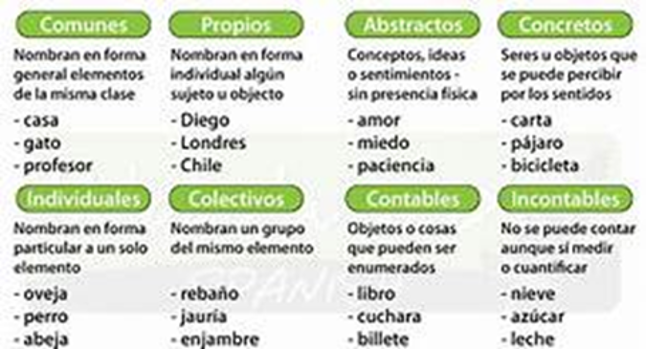 Comunes
Nombran en forma
general elementos
de la misma clase
- casa
- gato
- profesor
Propios
Nombran en forma
individual algún
sujeto u objecto
- Diego
- Londres
- Chile
Abstractos
Conceptos, ideas
o sentimientos -
sin presencia física
- amor
- miedo
- paciencia
Concretos
Seres u objetos que
se puede percibir
por los sentidos
- carta
- pájaro
- bicicleta
Individuales
Nombran en forma
particular a un solo
elemento
- oveja
- perro
- abeja
Colectivos
Nombran un grupo
del mismo elemento
- rebaño
- jauría
- enjambre
Contables
Objetos o cosas
que pueden ser
enumerados
- libro
- cuchara
- billete
Incontables
No se puede contar
aunque sí medir
o cuantificar
- nieve
- azúcar
- leche